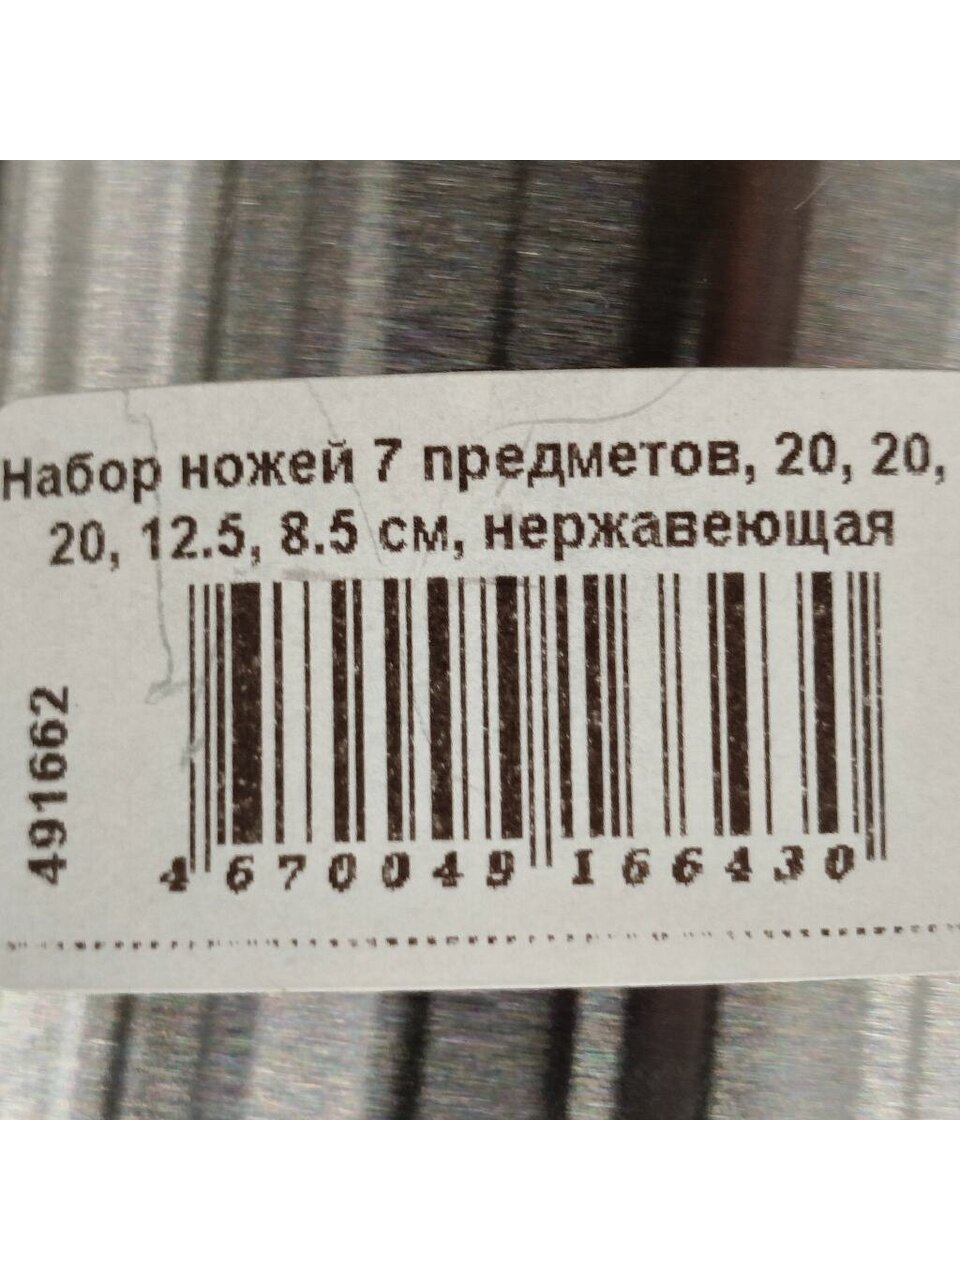 Набор ножей 7 предметов, 20, 20,
20, 12.5, 8.5 см, нержавеющая
491662
4 670049 166430